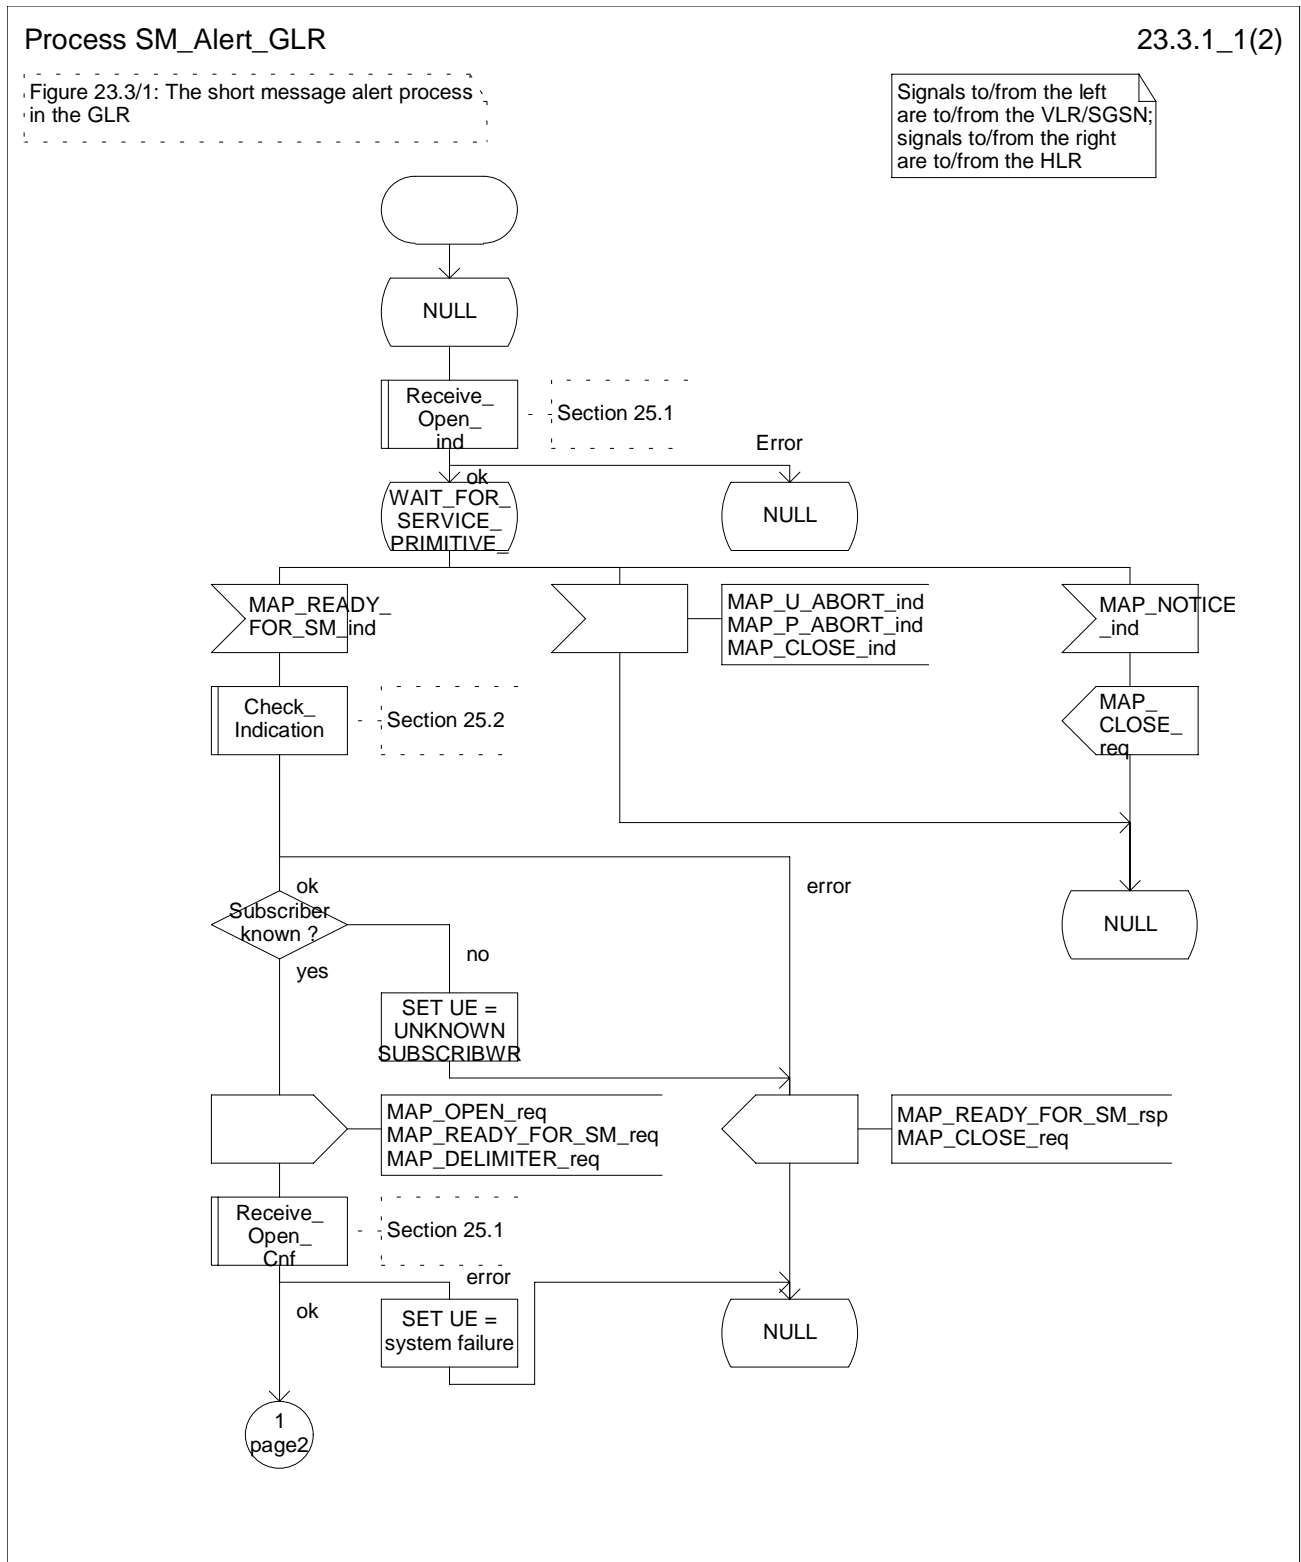 Process SM_Alert_GLR
23.3.1_1(2)
Figure 23.3/1: The short message alert process
in the GLR
Signals to/from the left
are to/from the VLR/SGSN;
signals to/from the right
are to/from the HLR
NULL
Receive_
Open_
ind
Section 25.1
Error
ok
WAIT_FOR_
SERVICE_
PRIMITIVE_
NULL
MAP_READY_
FOR_SM_ind
MAP_U_ABORT_ind
MAP_P_ABORT_ind
MAP_CLOSE_ind
MAP_NOTICE
_ind
Check_
Indication
Section 25.2
MAP_
CLOSE_
req
ok
error
Subscriber
known ?
NULL
no
yes
SET UE =
UNKNOWN
SUBSCRIBWR
MAP_OPEN_req
MAP_READY_FOR_SM_req
MAP_DELIMITER_req
MAP_READY_FOR_SM_rsp
MAP_CLOSE_req
Receive_
Open_
Cnf
Section 25.1
error
ok
SET UE =
system failure
NULL
1
page2